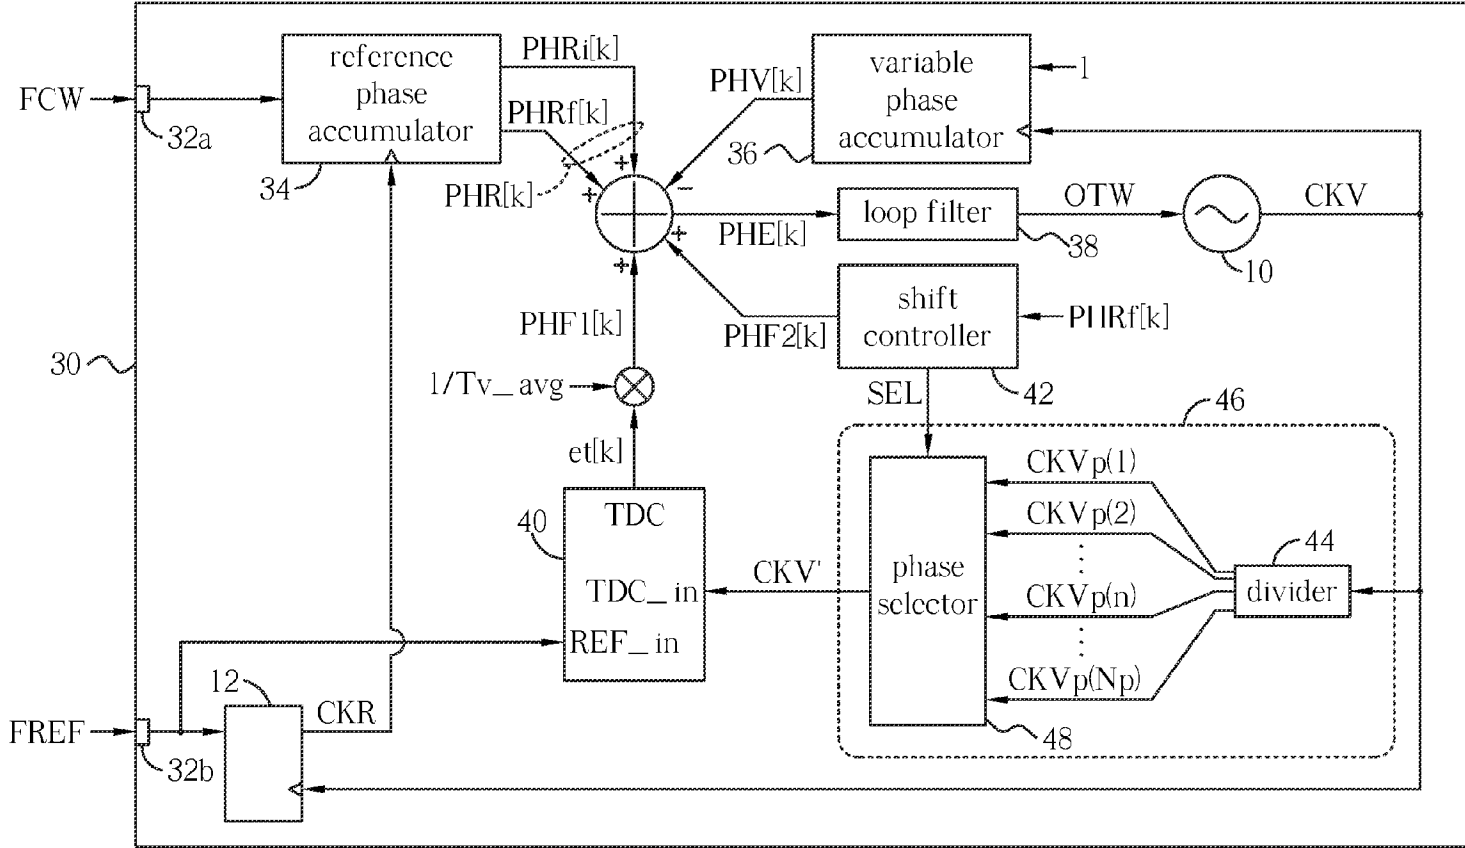 reference
phase
accumulator
PHRi[k]
PHRf[k]
PHR[k]
FCW
32a
34
PHV[k]
variable
phase
accumulator
1
36
loop filter
OTW
CKV
PHE[k]
38
10
shift
controller
PHRf[k]
PHF1[k]
PHF2[k]
30
1/Tv_avg
SEL
42
46
et[k]
40
TDC
TDC_in
REF_in
CKV'
phase
selector
CKVp(1)
CKVp(2)
CKVp(n)
CKVp(Np)
44
divider
48
12
CKR
FREF
32b